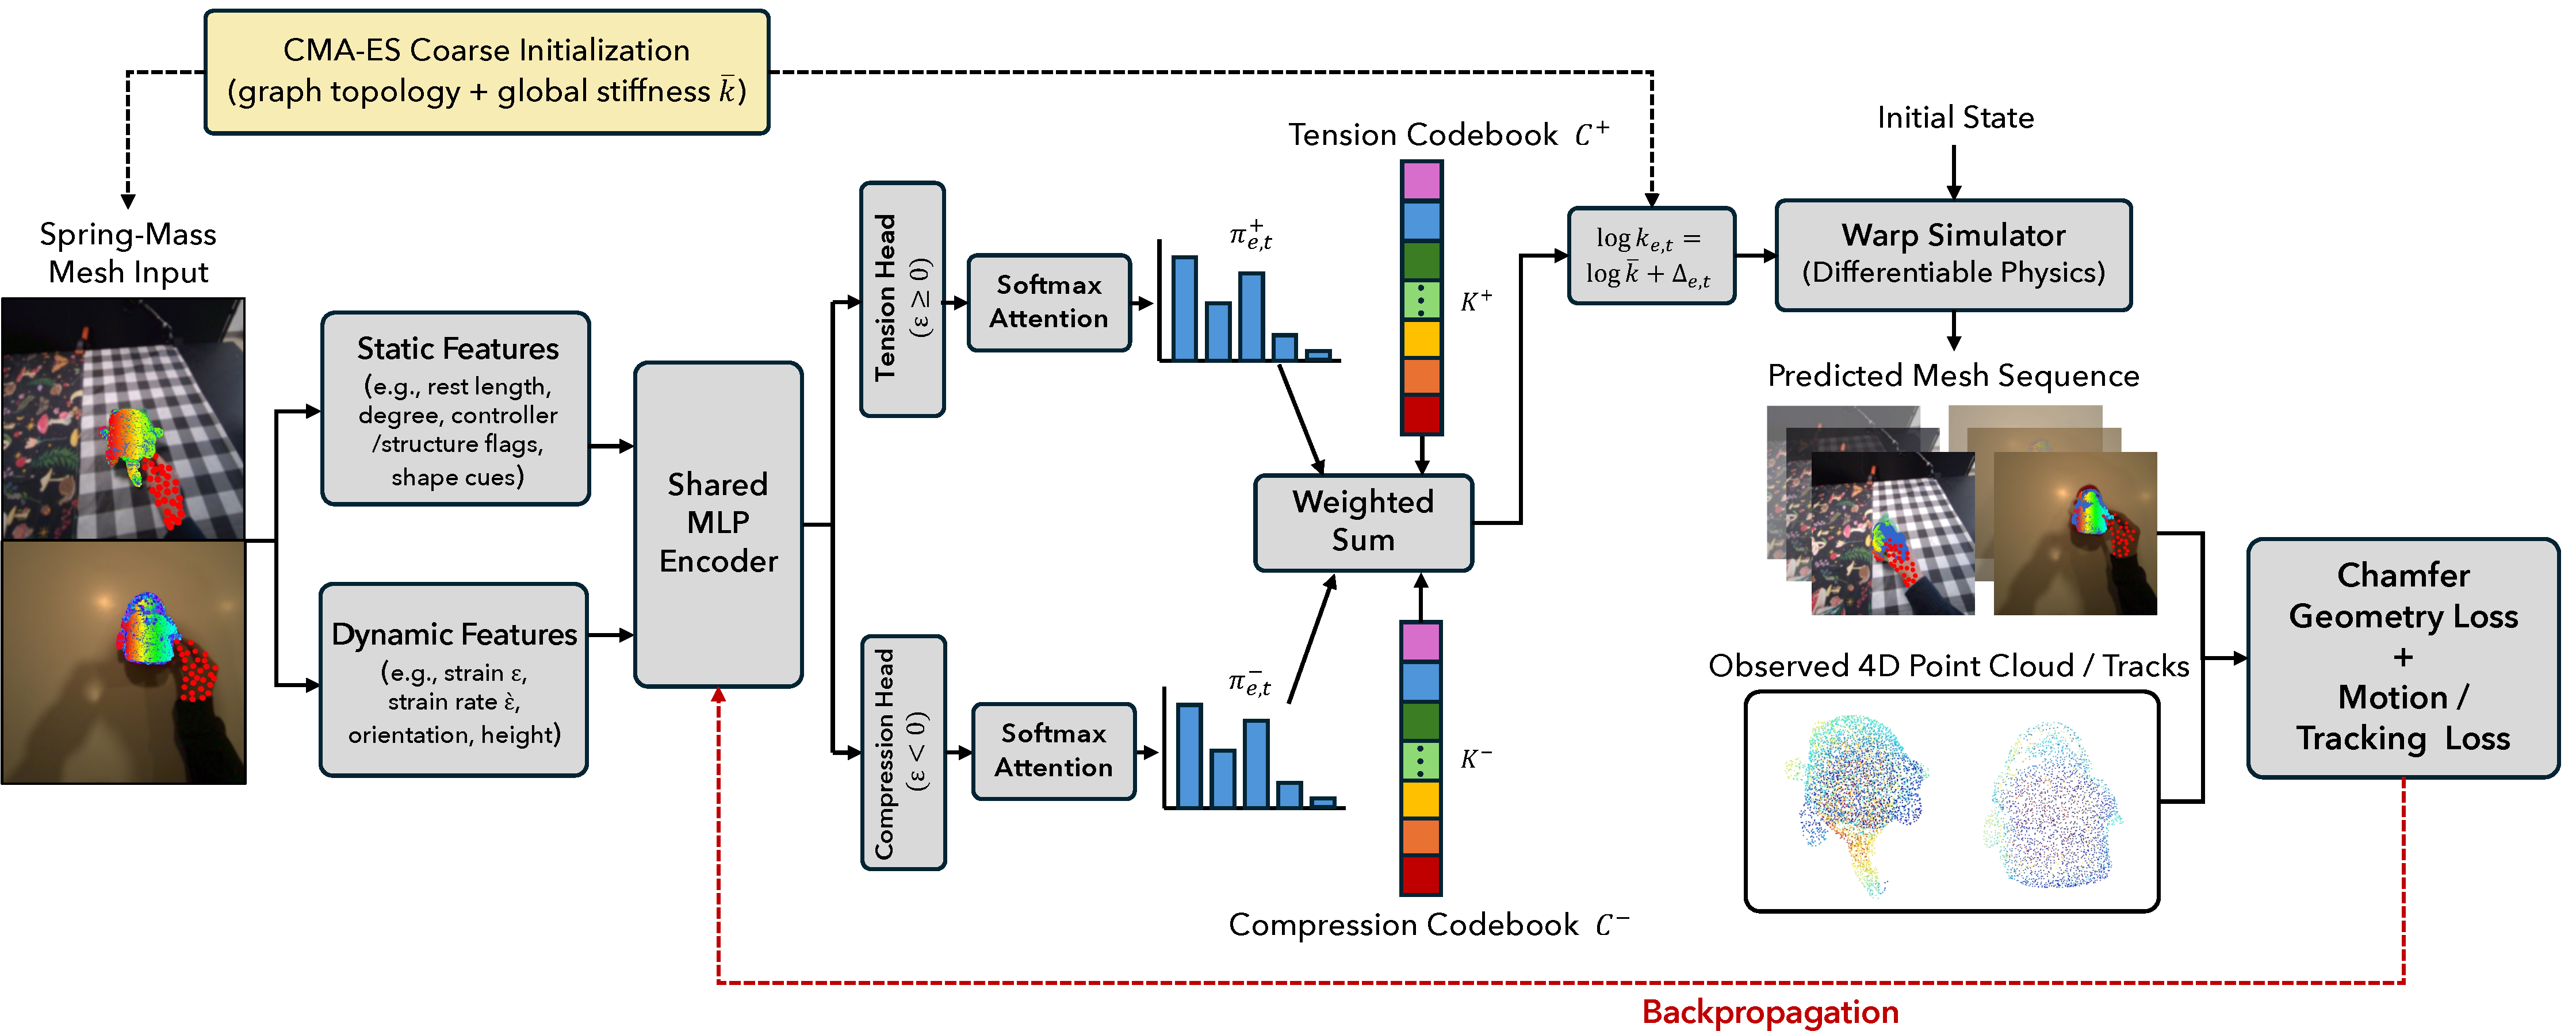 CMA-ES Coarse Initialization
(graph topology + global stiffness k̄)
Spring-Mass
Mesh Input
Static Features
(e.g., rest length,
degree, controller
/structure flags,
shape cues)
Dynamic Features
(e.g., strain ε,
strain rate ε̇,
orientation, height)
Shared
MLP
Encoder
Tension Head
(ε ≥ 0)
Softmax
Attention
π⁺e,t
Compression Head
(ε < 0)
Softmax
Attention
π⁻e,t
Tension Codebook C⁺
K⁺
Weighted
Sum
K⁻
Compression Codebook C⁻
log k_e,t =
log k̄ + Δ_e,t
Initial State
Warp Simulator
(Differentiable Physics)
Predicted Mesh Sequence
Observed 4D Point Cloud / Tracks
Chamfer
Geometry Loss
+
Motion /
Tracking Loss
Backpropagation